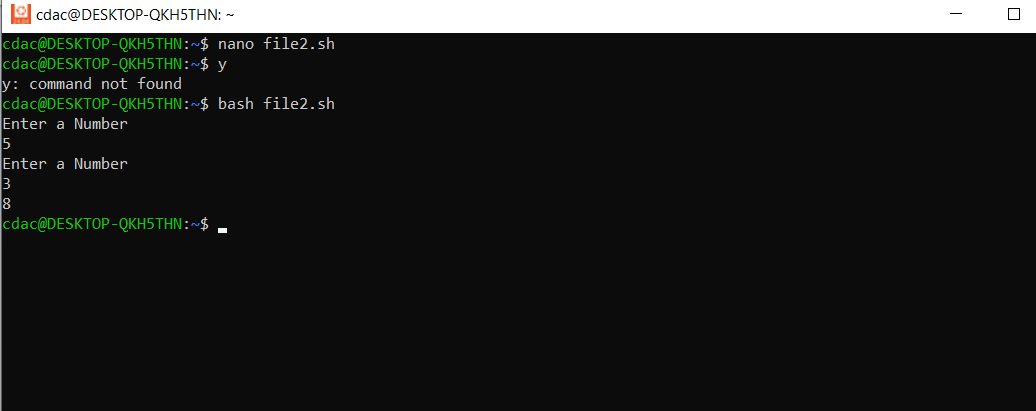 cdac@DESKTOP-QKH5THN: ~
cdac@DESKTOP-QKH5THN:~$ nano file2.sh
cdac@DESKTOP-QKH5THN:~$ y
y: command not found
cdac@DESKTOP-QKH5THN:~$ bash file2.sh
Enter a Number
5
Enter a Number
3
8
cdac@DESKTOP-QKH5THN:~$